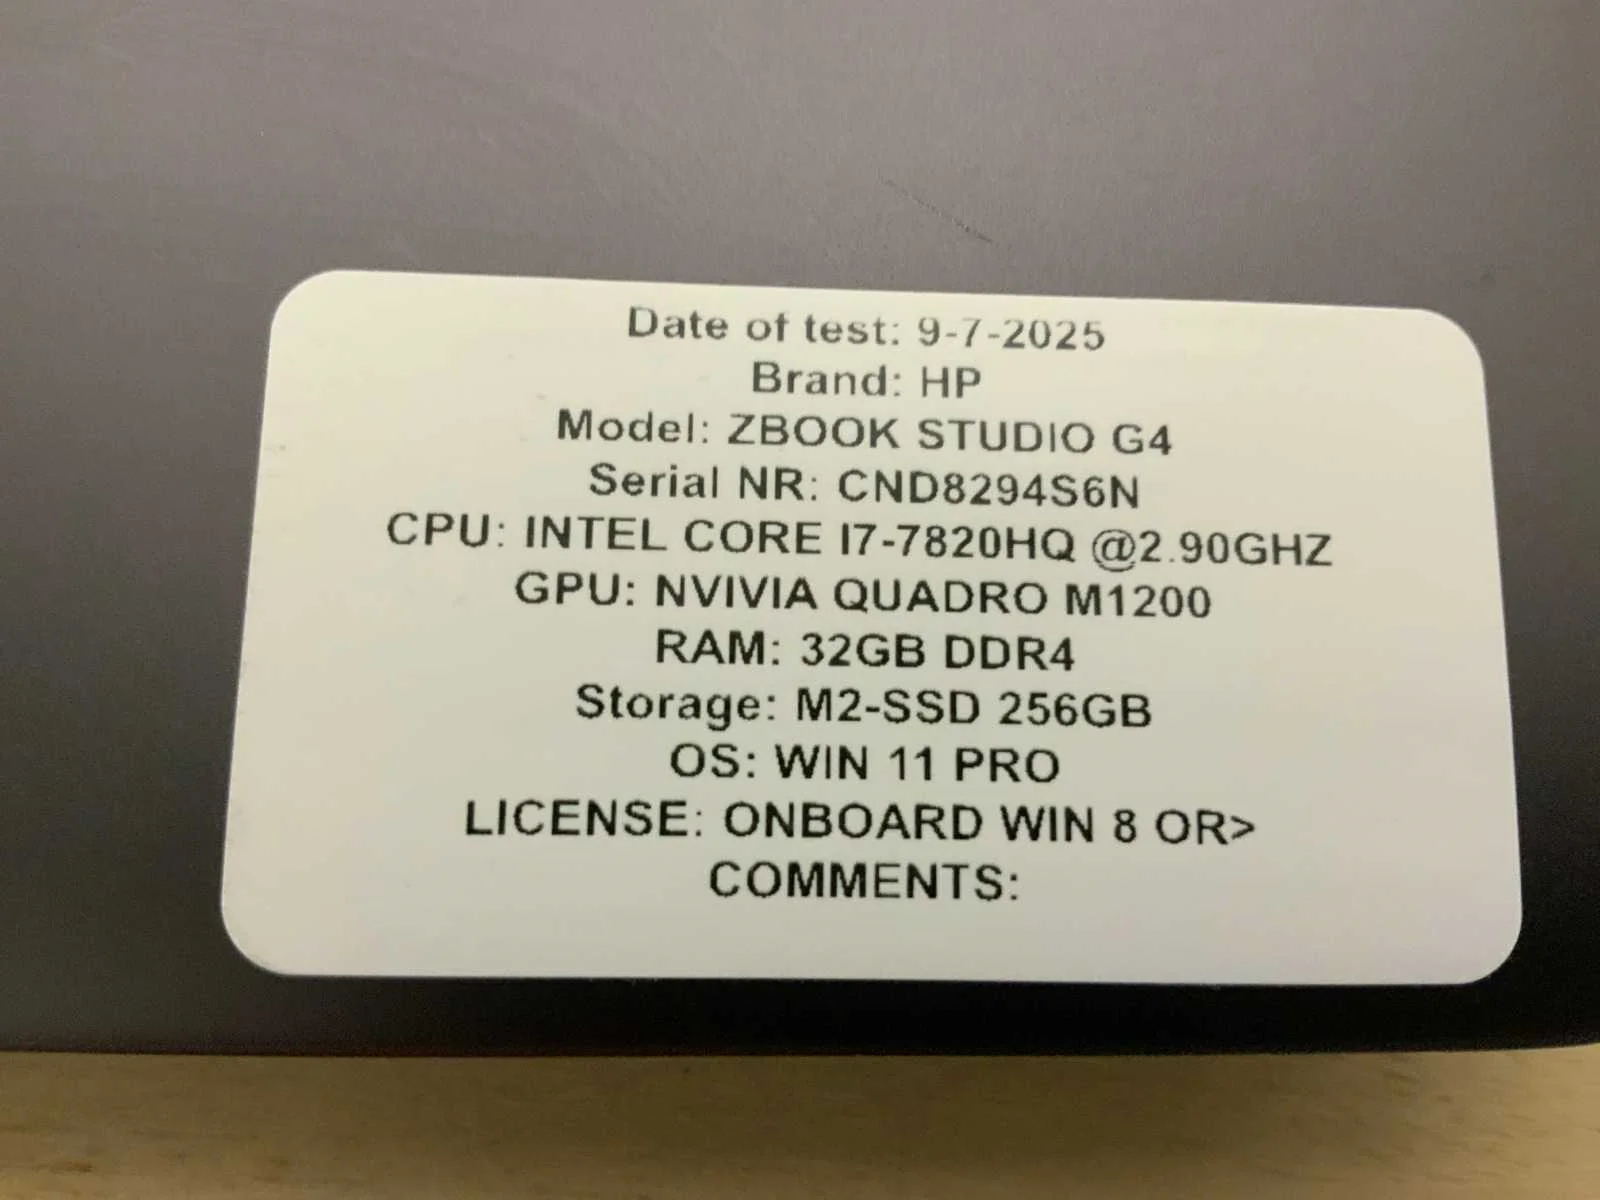 Date of test: 9-7-2025
Brand: HP
Model: ZBOOK STUDIO G4
Serial NR: CND8294S6N
CPU: INTEL CORE I7-7820HQ @2.90GHZ
GPU: NVIVIA QUADRO M1200
RAM: 32GB DDR4
Storage: M2-SSD 256GB
OS: WIN 11 PRO
LICENSE: ONBOARD WIN 8 OR>
COMMENTS: